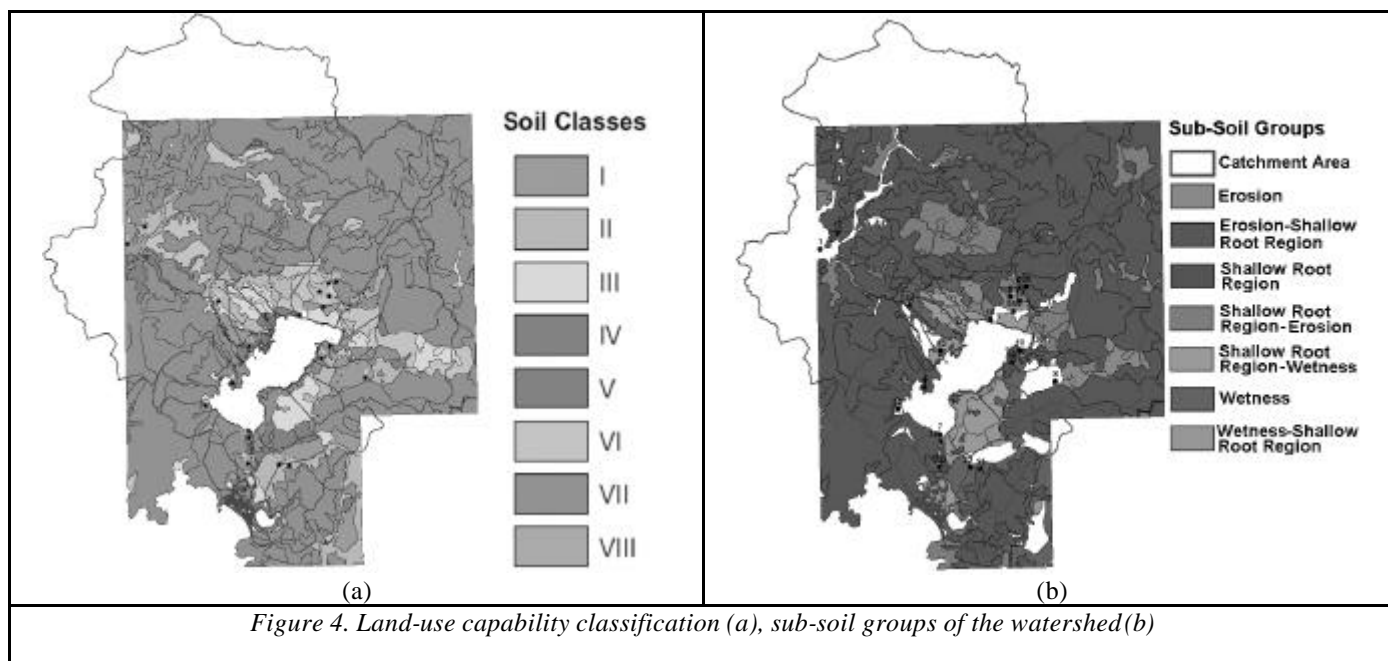 Soil Classes
I
II
III
IV
V
VI
VII
VIII
(a)
Sub-Soil Groups
Catchment Area
Erosion
Erosion-Shallow
Root Region
Shallow Root
Region
Shallow Root
Region-Erosion
Shallow Root
Region-Wetness
Wetness
Wetness-Shallow
Root Region
(b)
Figure 4. Land-use capability classification (a), sub-soil groups of the watershed(b)